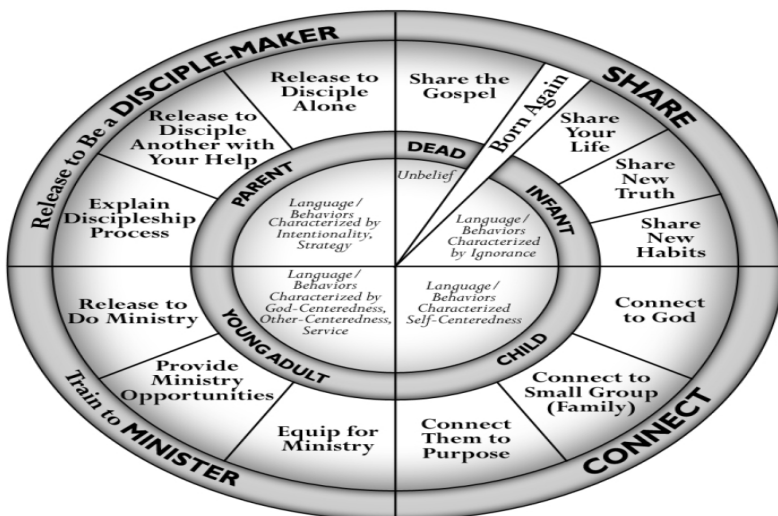 Release to Be a DISCIPLE-MAKER
SHARE
CONNECT
Train to MINISTER
Share the
Gospel
Born Again
Share
Your
Life
Share
New
Truth
Share
New
Habits
Connect
to God
Connect to
Small Group
(Family)
Connect
Them to
Purpose
Equip for
Ministry
Provide
Ministry
Opportunities
Release to
Do Ministry
Explain
Discipleship
Process
Release to
Disciple
Another with
Your Help
Release to
Disciple
Alone
DEAD
INFANT
CHILD
YOUNG ADULT
PARENT
Unbelief
Language/
Behaviors
Characterized
by Ignorance
Language/
Behaviors
Characterized
Self-Centeredness
Language/
Behaviors
Characterized by
God-Centeredness,
Other-Centeredness,
Service
Language/
Behaviors
Characterized by
Intentionality,
Strategy